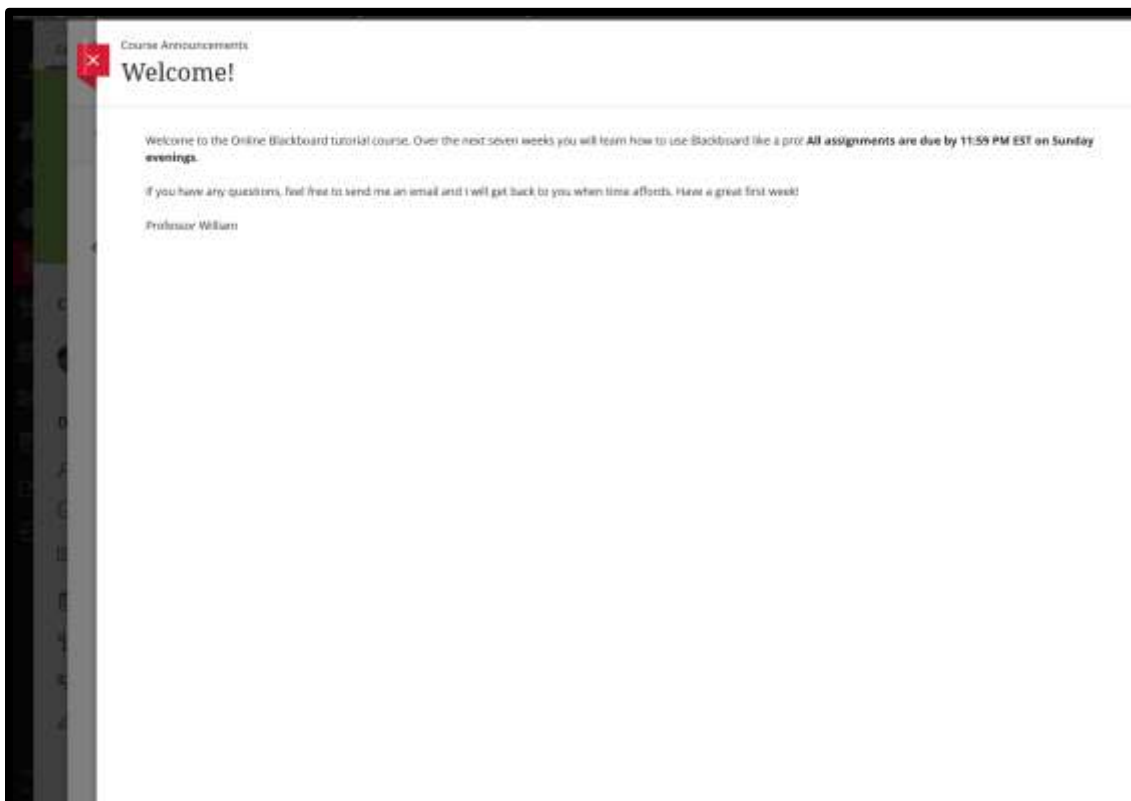 Course Announcements
Welcome!
Welcome to the Online Blackboard tutorial course. Over the next seven weeks you will learn how to use Blackboard like a pro! All assignments are due by 11:59 PM EST on Sunday
evenings.
If you have any questions, feel free to send me an email and I will get back to you when time affords. Have a great first week!
Professor William